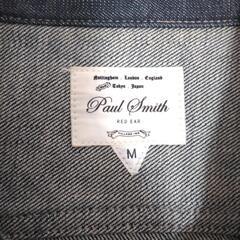 Nottingham . London . England
Tokyo . Japan
Paul Smith
RED EAR
M